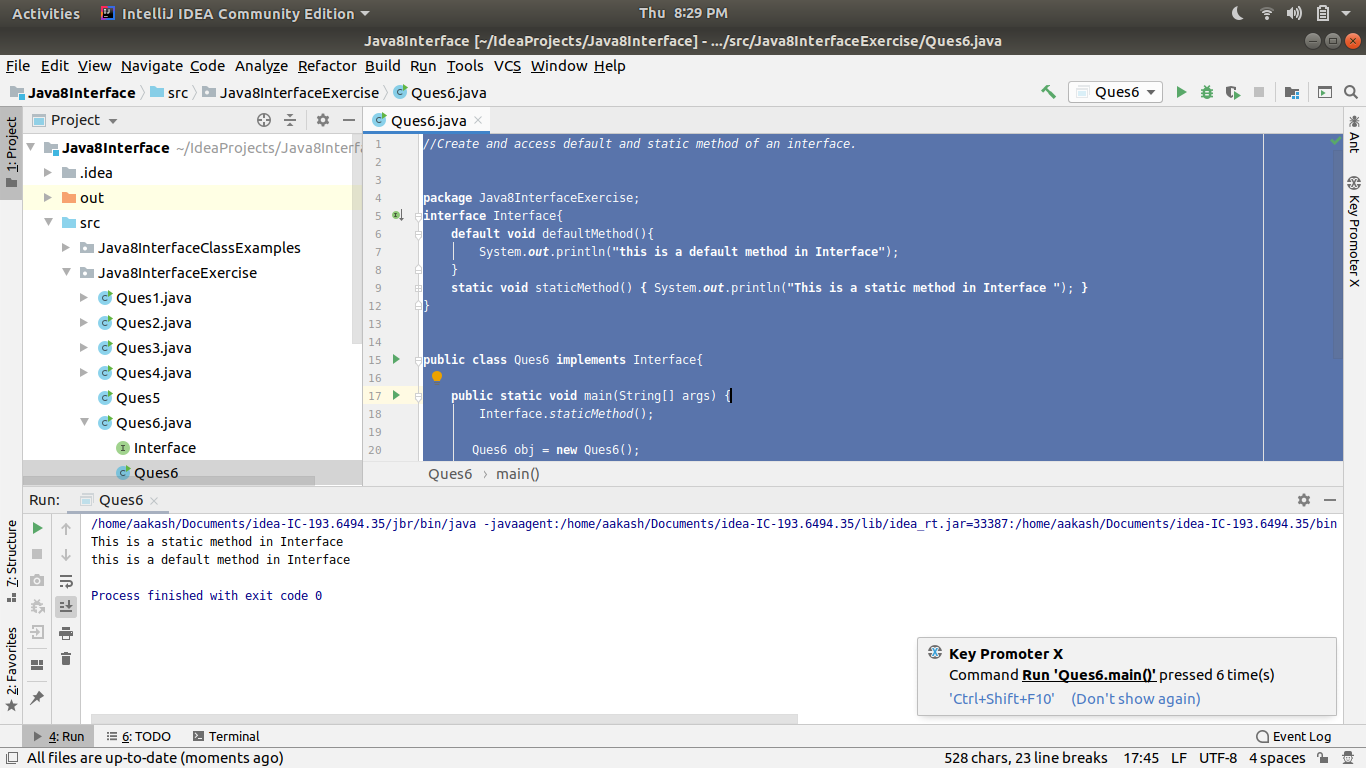 Activities IntelliJ IDEA Community Edition Thu 8:29 PM
Java8Interface [~/IdeaProjects/Java8Interface] - .../src/Java8InterfaceExercise/Ques6.java
File Edit View Navigate Code Analyze Refactor Build Run Tools VCS Window Help
Java8Interface src Java8InterfaceExercise Ques6.java Ques6
1: Project
Project
Java8Interface ~/IdeaProjects/Java8Interf
.idea
out
src
Java8InterfaceClassExamples
Java8InterfaceExercise
Ques1.java
Ques2.java
Ques3.java
Ques4.java
Ques5
Ques6.java
Interface
Ques6
Ques6.java
1 //Create and access default and static method of an interface.
2
3
4 package Java8InterfaceExercise;
5 interface Interface{
6 default void defaultMethod(){
7 System.out.println("this is a default method in Interface");
8 }
9 static void staticMethod() { System.out.println("This is a static method in Interface "); }
12 }
13
14
15 public class Ques6 implements Interface{
16
17 public static void main(String[] args) {
18 Interface.staticMethod();
19
20 Ques6 obj = new Ques6();
Ques6 › main()
Ant
Key Promoter X
Run: Ques6
7: Structure
2: Favorites
/home/aakash/Documents/idea-IC-193.6494.35/jbr/bin/java -javaagent:/home/aakash/Documents/idea-IC-193.6494.35/lib/idea_rt.jar=33387:/home/aakash/Documents/idea-IC-193.6494.35/bin
This is a static method in Interface
this is a default method in Interface
Process finished with exit code 0
Key Promoter X
Command Run 'Ques6.main()' pressed 6 time(s)
'Ctrl+Shift+F10' (Don't show again)
4: Run 6: TODO Terminal Event Log
All files are up-to-date (moments ago) 528 chars, 23 line breaks 17:45 LF UTF-8 4 spaces